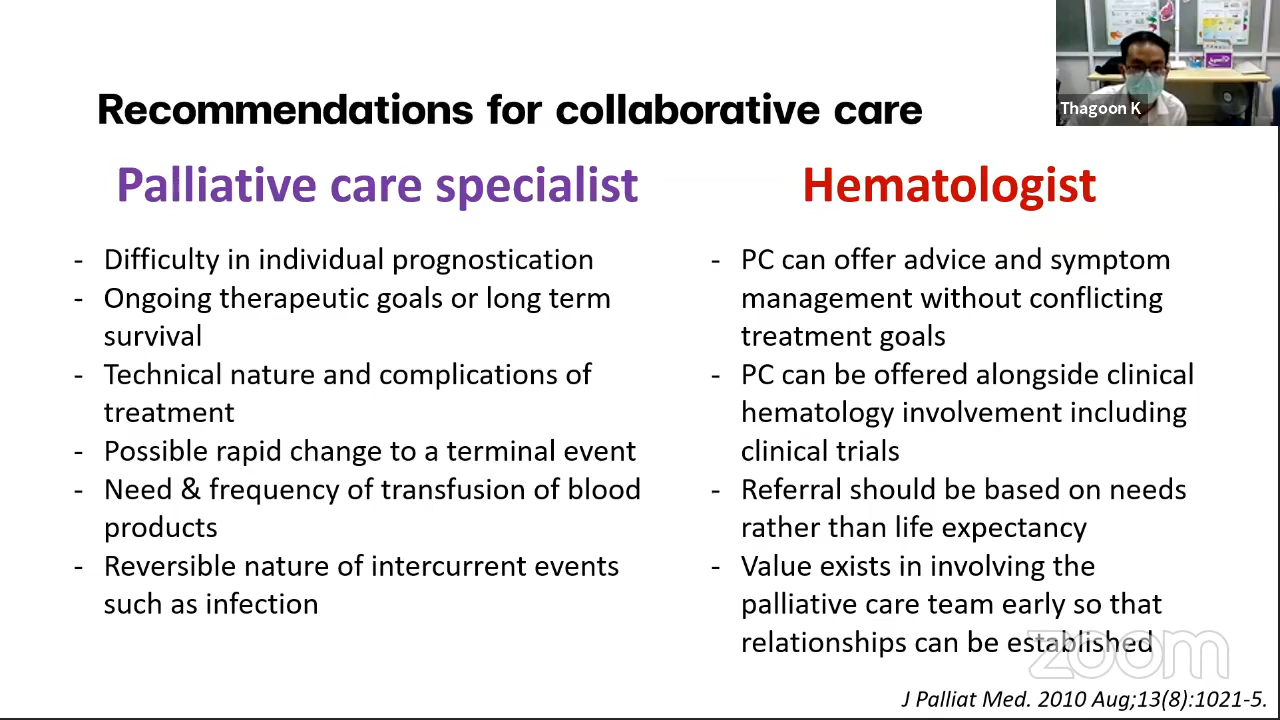 Thagoon K
Recommendations for collaborative care
Palliative care specialist
- Difficulty in individual prognostication
- Ongoing therapeutic goals or long term
survival
- Technical nature and complications of
treatment
- Possible rapid change to a terminal event
- Need & frequency of transfusion of blood
products
- Reversible nature of intercurrent events
such as infection
Hematologist
- PC can offer advice and symptom
management without conflicting
treatment goals
- PC can be offered alongside clinical
hematology involvement including
clinical trials
- Referral should be based on needs
rather than life expectancy
- Value exists in involving the
palliative care team early so that
relationships can be established
zoom
J Palliat Med. 2010 Aug;13(8):1021-5.